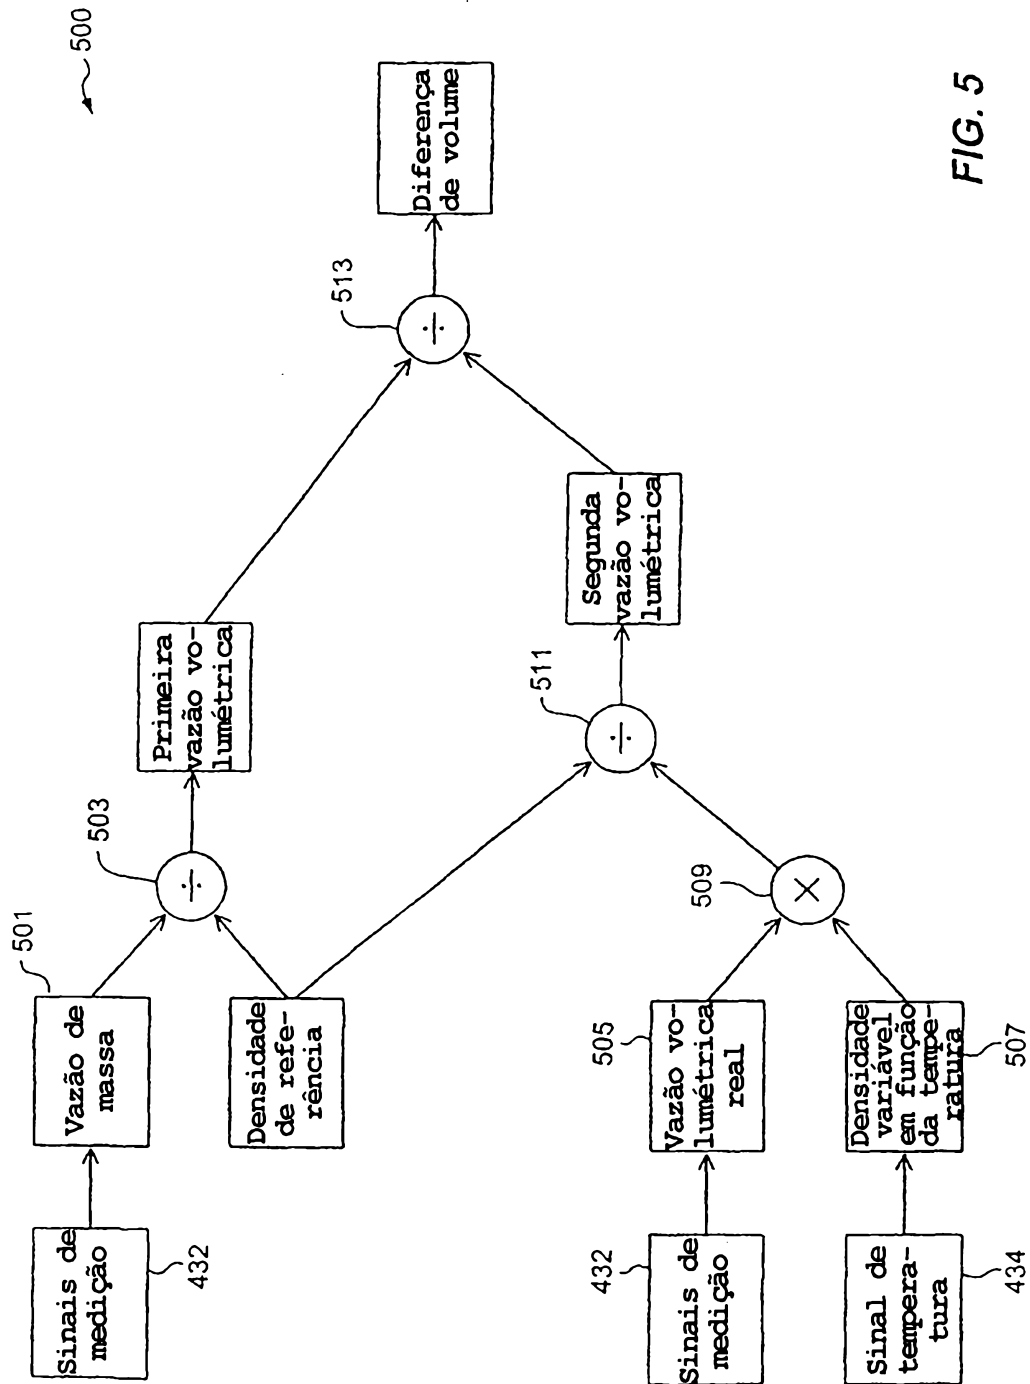 500
Sinais de
medição
432
Vazão de
massa
501
Densidade
de refe-
rência
503
÷
Primeira
vazão vo-
lumétrica
Sinais de
medição
432
Vazão vo-
lumétrica
real
505
Sinal de
tempera-
tura
434
Densidade
variável
em função
da tempe-
ratura
507
509
×
511
÷
Segunda
vazão vo-
lumétrica
513
÷
Diferença
de volume
FIG. 5